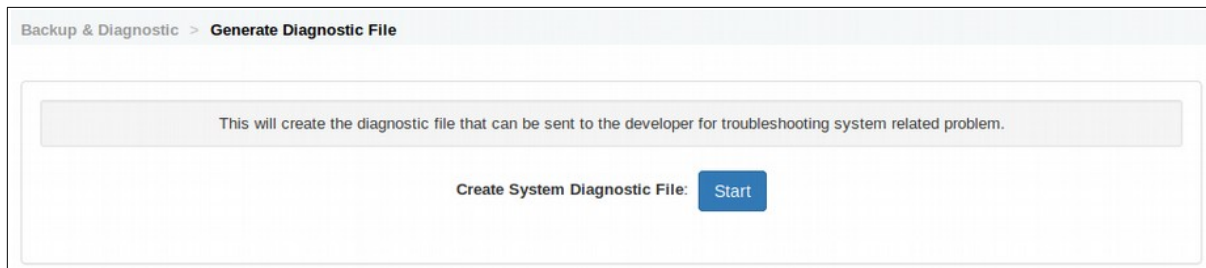 Backup & Diagnostic > Generate Diagnostic File
This will create the diagnostic file that can be sent to the developer for troubleshooting system related problem.
Create System Diagnostic File: Start